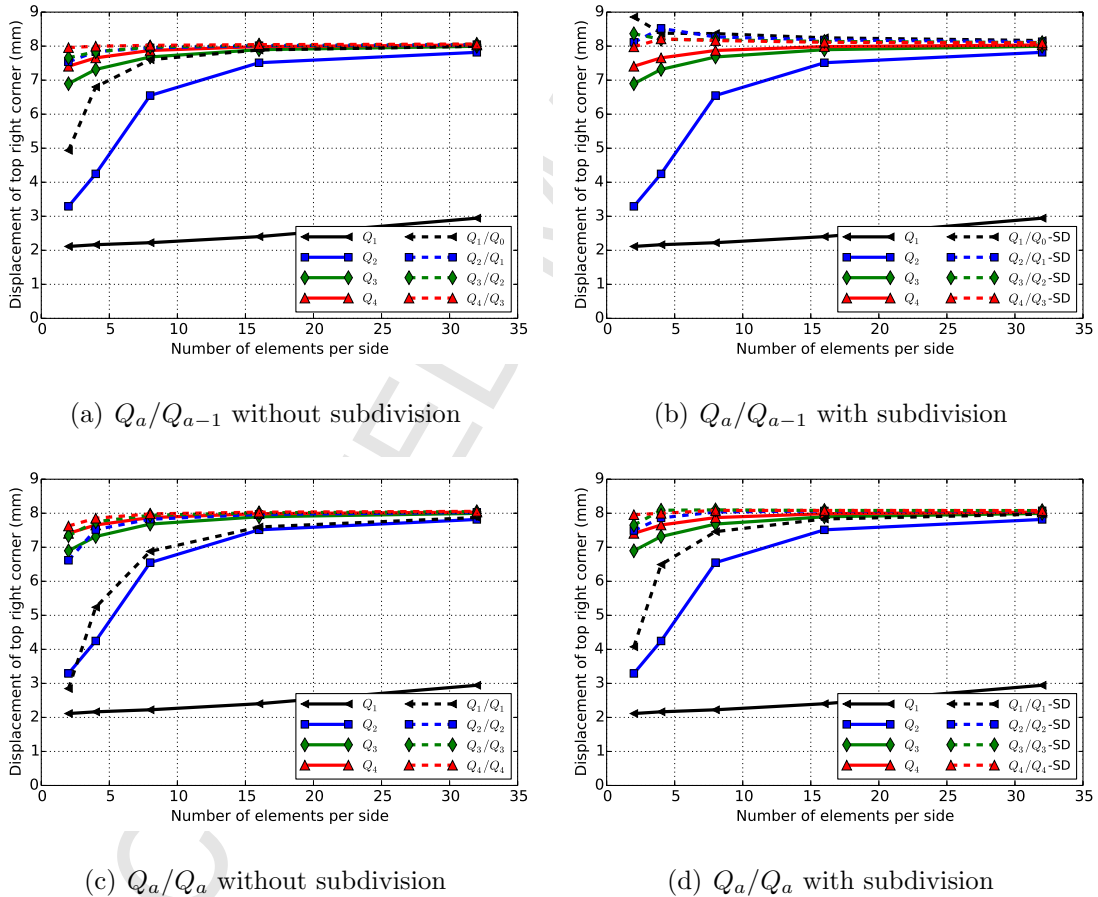 9
8
7
6
5
4
3
2
1
0
0 5 10 15 20 25 30 35
Displacement of top right corner (mm)
Number of elements per side
Q₁ Q₁/Q₀
Q₂ Q₂/Q₁
Q₃ Q₃/Q₂
Q₄ Q₄/Q₃
(a) Qₐ/Qₐ₋₁ without subdivision
9
8
7
6
5
4
3
2
1
0
0 5 10 15 20 25 30 35
Displacement of top right corner (mm)
Number of elements per side
Q₁ Q₁/Q₀-SD
Q₂ Q₂/Q₁-SD
Q₃ Q₃/Q₂-SD
Q₄ Q₄/Q₃-SD
(b) Qₐ/Qₐ₋₁ with subdivision
9
8
7
6
5
4
3
2
1
0
0 5 10 15 20 25 30 35
Displacement of top right corner (mm)
Number of elements per side
Q₁ Q₁/Q₁
Q₂ Q₂/Q₂
Q₃ Q₃/Q₃
Q₄ Q₄/Q₄
(c) Qₐ/Qₐ without subdivision
9
8
7
6
5
4
3
2
1
0
0 5 10 15 20 25 30 35
Displacement of top right corner (mm)
Number of elements per side
Q₁ Q₁/Q₁-SD
Q₂ Q₂/Q₂-SD
Q₃ Q₃/Q₃-SD
Q₄ Q₄/Q₄-SD
(d) Qₐ/Qₐ with subdivision